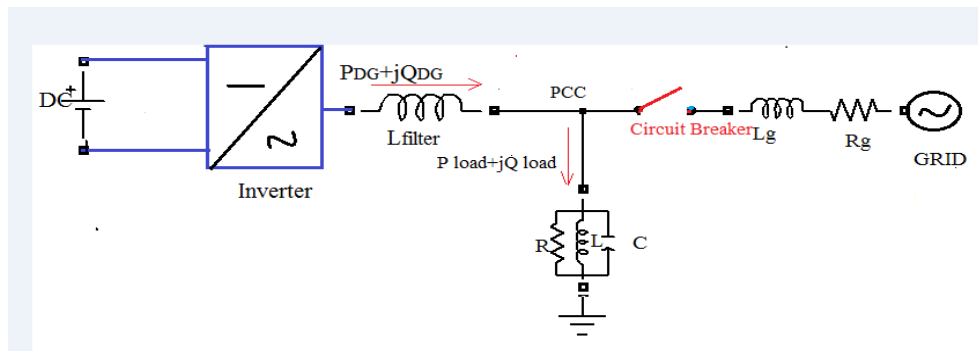 DC+
Inverter
PDG+jQDG
Lfilter
PCC
P load+jQ load
R
L
C
Circuit Breaker
Lg
Rg
GRID